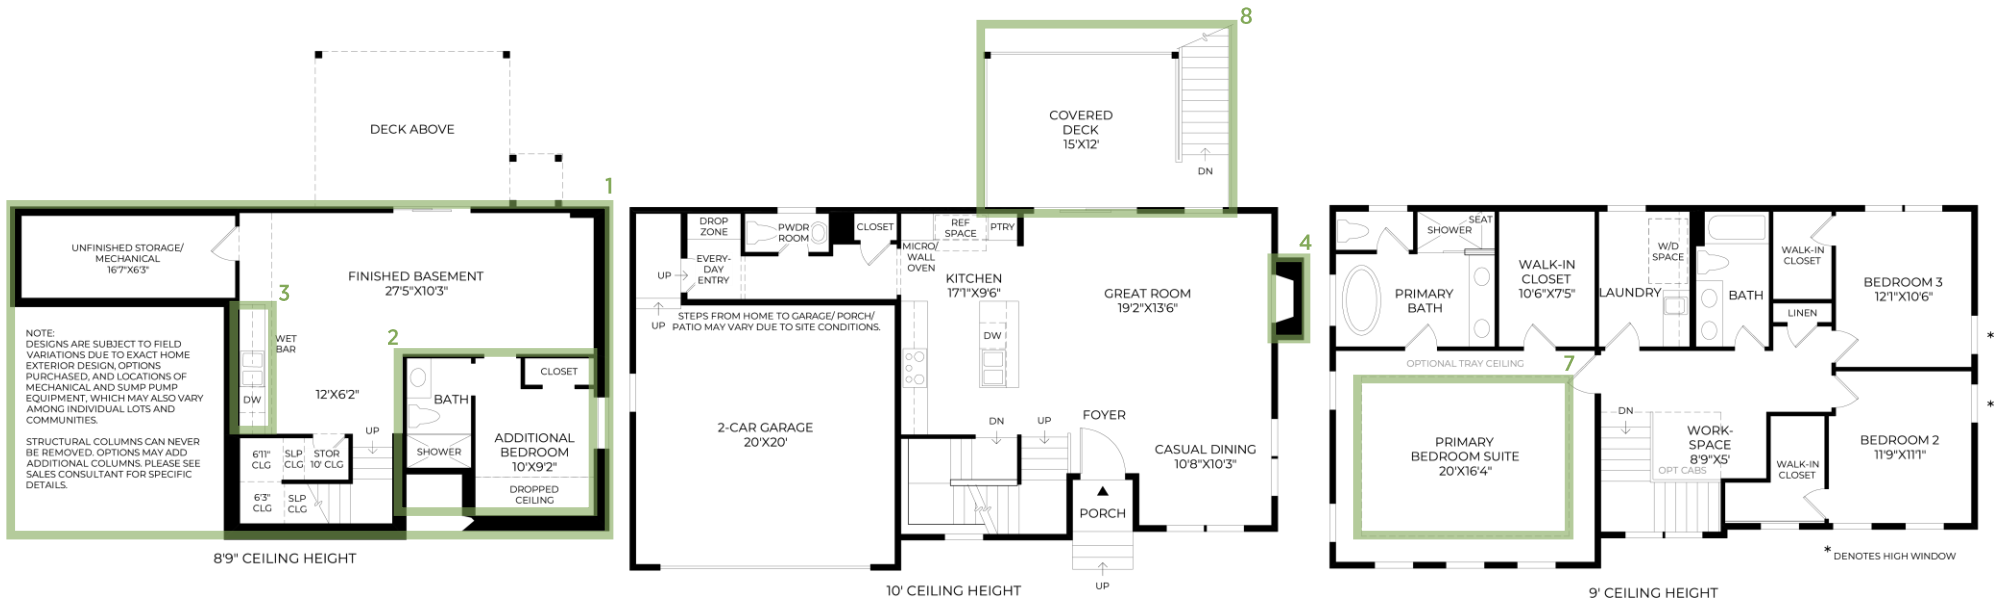 DECK ABOVE
1
UNFINISHED STORAGE/
MECHANICAL
16'7"X6'3"
FINISHED BASEMENT
27'5"X10'3"
3
WET
BAR
DW
2
12'X6'2"
NOTE:
DESIGNS ARE SUBJECT TO FIELD
VARIATIONS DUE TO EXACT HOME
EXTERIOR DESIGN, OPTIONS
PURCHASED, AND LOCATIONS OF
MECHANICAL AND SUMP PUMP
EQUIPMENT, WHICH MAY ALSO VARY
AMONG INDIVIDUAL LOTS AND
COMMUNITIES.
STRUCTURAL COLUMNS CAN NEVER
BE REMOVED. OPTIONS MAY ADD
ADDITIONAL COLUMNS. PLEASE SEE
SALES CONSULTANT FOR SPECIFIC
DETAILS.
CLOSET
BATH
SHOWER
UP
6'11"
CLG
SLP
CLG
STOR
10' CLG
6'3"
CLG
SLP
CLG
ADDITIONAL
BEDROOM
10'X9'2"
DROPPED
CEILING
8'9" CEILING HEIGHT
8
COVERED
DECK
15'X12'
DN
DROP
ZONE
PWDR
ROOM
CLOSET
REF
SPACE
PTRY
MICRO/
WALL
OVEN
EVERY-
DAY
ENTRY
UP
UP
KITCHEN
17'1"X9'6"
GREAT ROOM
19'2"X13'6"
4
STEPS FROM HOME TO GARAGE/ PORCH/
PATIO MAY VARY DUE TO SITE CONDITIONS.
DW
2-CAR GARAGE
20'X20'
DN
UP
FOYER
CASUAL DINING
10'8"X10'3"
PORCH
UP
10' CEILING HEIGHT
SEAT
SHOWER
WALK-IN
CLOSET
10'6"X7'5"
W/D
SPACE
LAUNDRY
BATH
WALK-IN
CLOSET
BEDROOM 3
12'1"X10'6"
LINEN
PRIMARY
BATH
OPTIONAL TRAY CEILING
7
PRIMARY
BEDROOM SUITE
20'X16'4"
DN
WORK-
SPACE
8'9"X5'
OPT CABS
WALK-IN
CLOSET
BEDROOM 2
11'9"X11'1"
*
*
* DENOTES HIGH WINDOW
9' CEILING HEIGHT